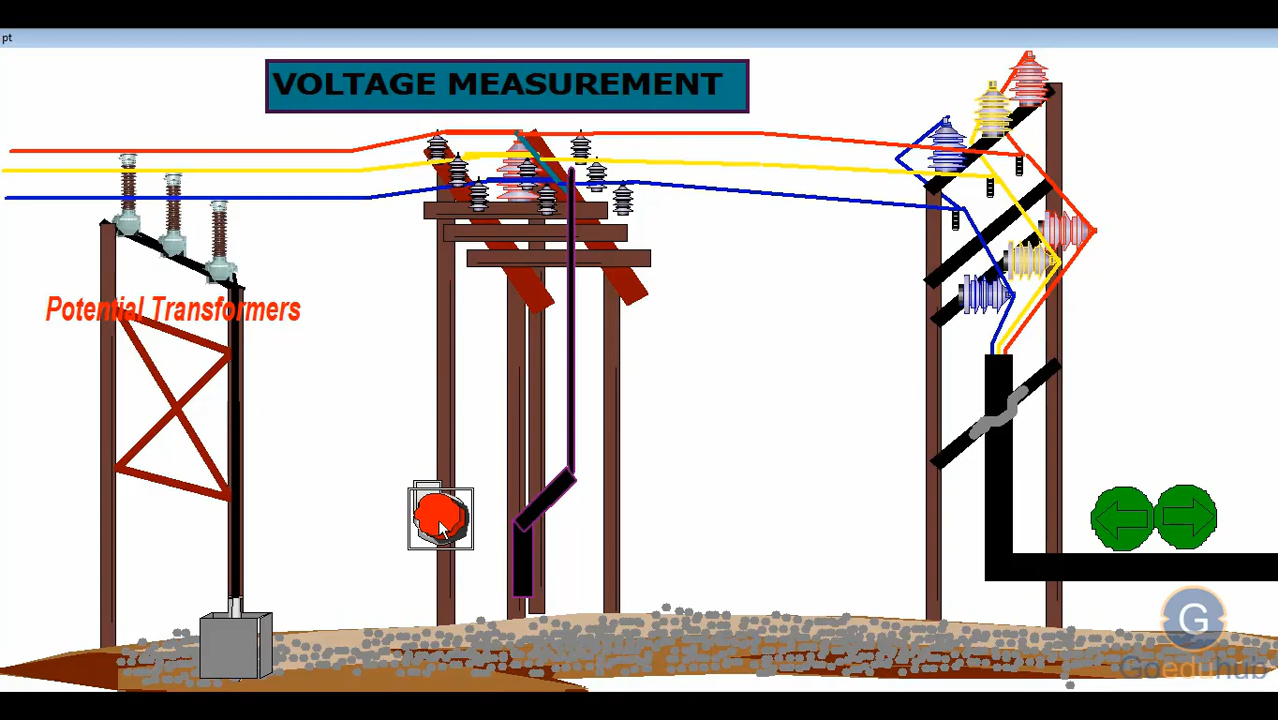 pt
VOLTAGE MEASUREMENT
Potential Transformers
G
Goeduhub